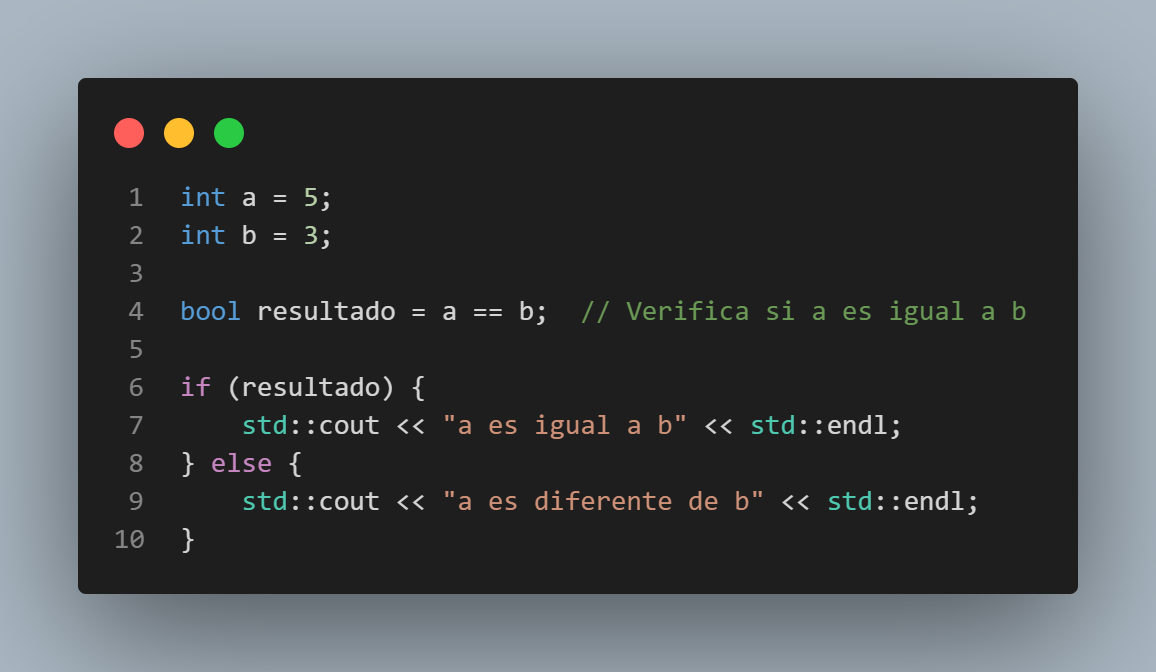 1 int a = 5;
2 int b = 3;
3
4 bool resultado = a == b;  // Verifica si a es igual a b
5
6 if (resultado) {
7     std::cout << "a es igual a b" << std::endl;
8 } else {
9     std::cout << "a es diferente de b" << std::endl;
10 }